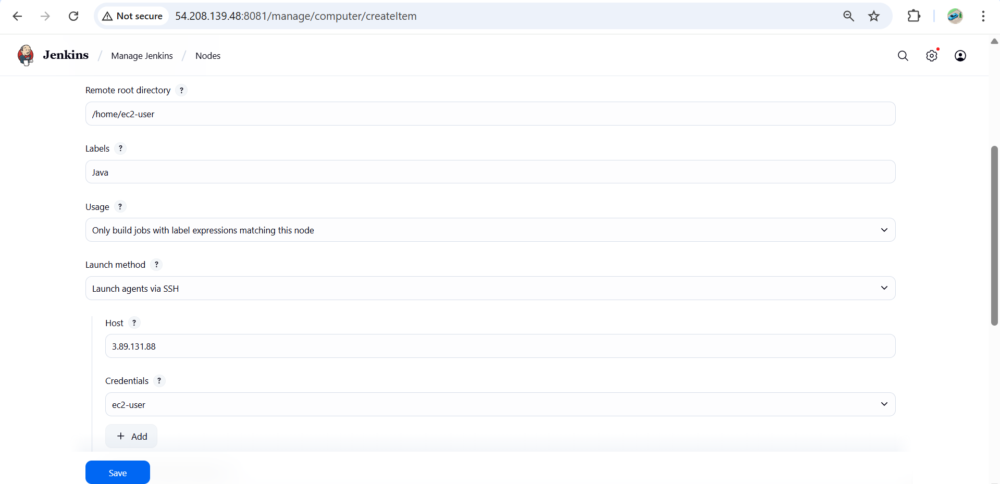 Not secure 54.208.139.48:8081/manage/computer/createItem
Jenkins / Manage Jenkins / Nodes
Remote root directory ?
/home/ec2-user
Labels ?
Java
Usage ?
Only build jobs with label expressions matching this node
Launch method ?
Launch agents via SSH
Host ?
3.89.131.88
Credentials ?
ec2-user
+ Add
Save